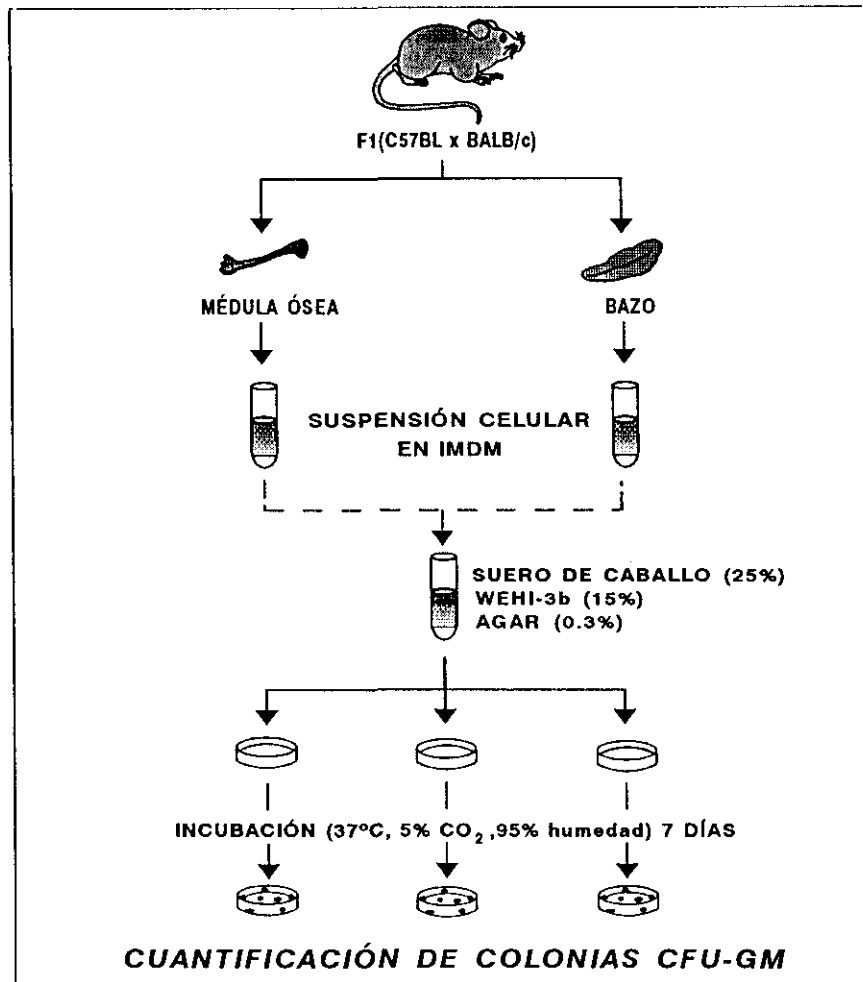 F1(C57BL x BALB/c)
MÉDULA ÓSEA
BAZO
SUSPENSIÓN CELULAR
EN IMDM
SUERO DE CABALLO (25%)
WEHI-3b (15%)
AGAR (0.3%)
INCUBACIÓN (37ºC, 5% CO₂ ,95% humedad) 7 DÍAS
CUANTIFICACIÓN DE COLONIAS CFU-GM